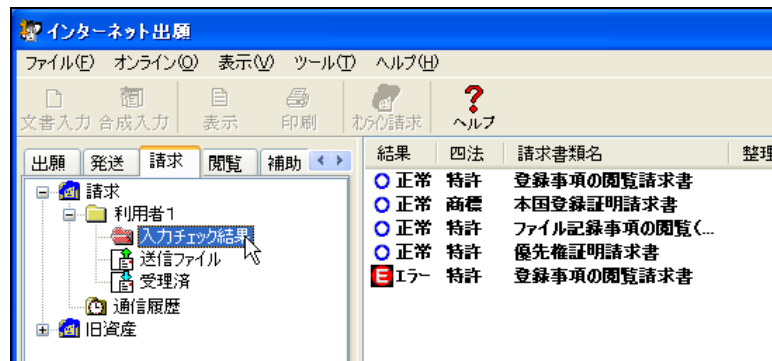 インターネット出願
ファイル(F) オンライン(O) 表示(V) ツール(T) ヘルプ(H)
文書入力 合成入力 表示 印刷 オンライン請求 ヘルプ
出願 発送 請求 閲覧 補助
請求
利用者1
入力チェック結果
送信ファイル
受理済
通信履歴
旧資産
結果 四法 請求書類名 整理
正常 特許 登録事項の閲覧請求書
正常 商標 本国登録証明請求書
正常 特許 ファイル記録事項の閲覧(...
正常 特許 優先権証明請求書
E エラー 特許 登録事項の閲覧請求書